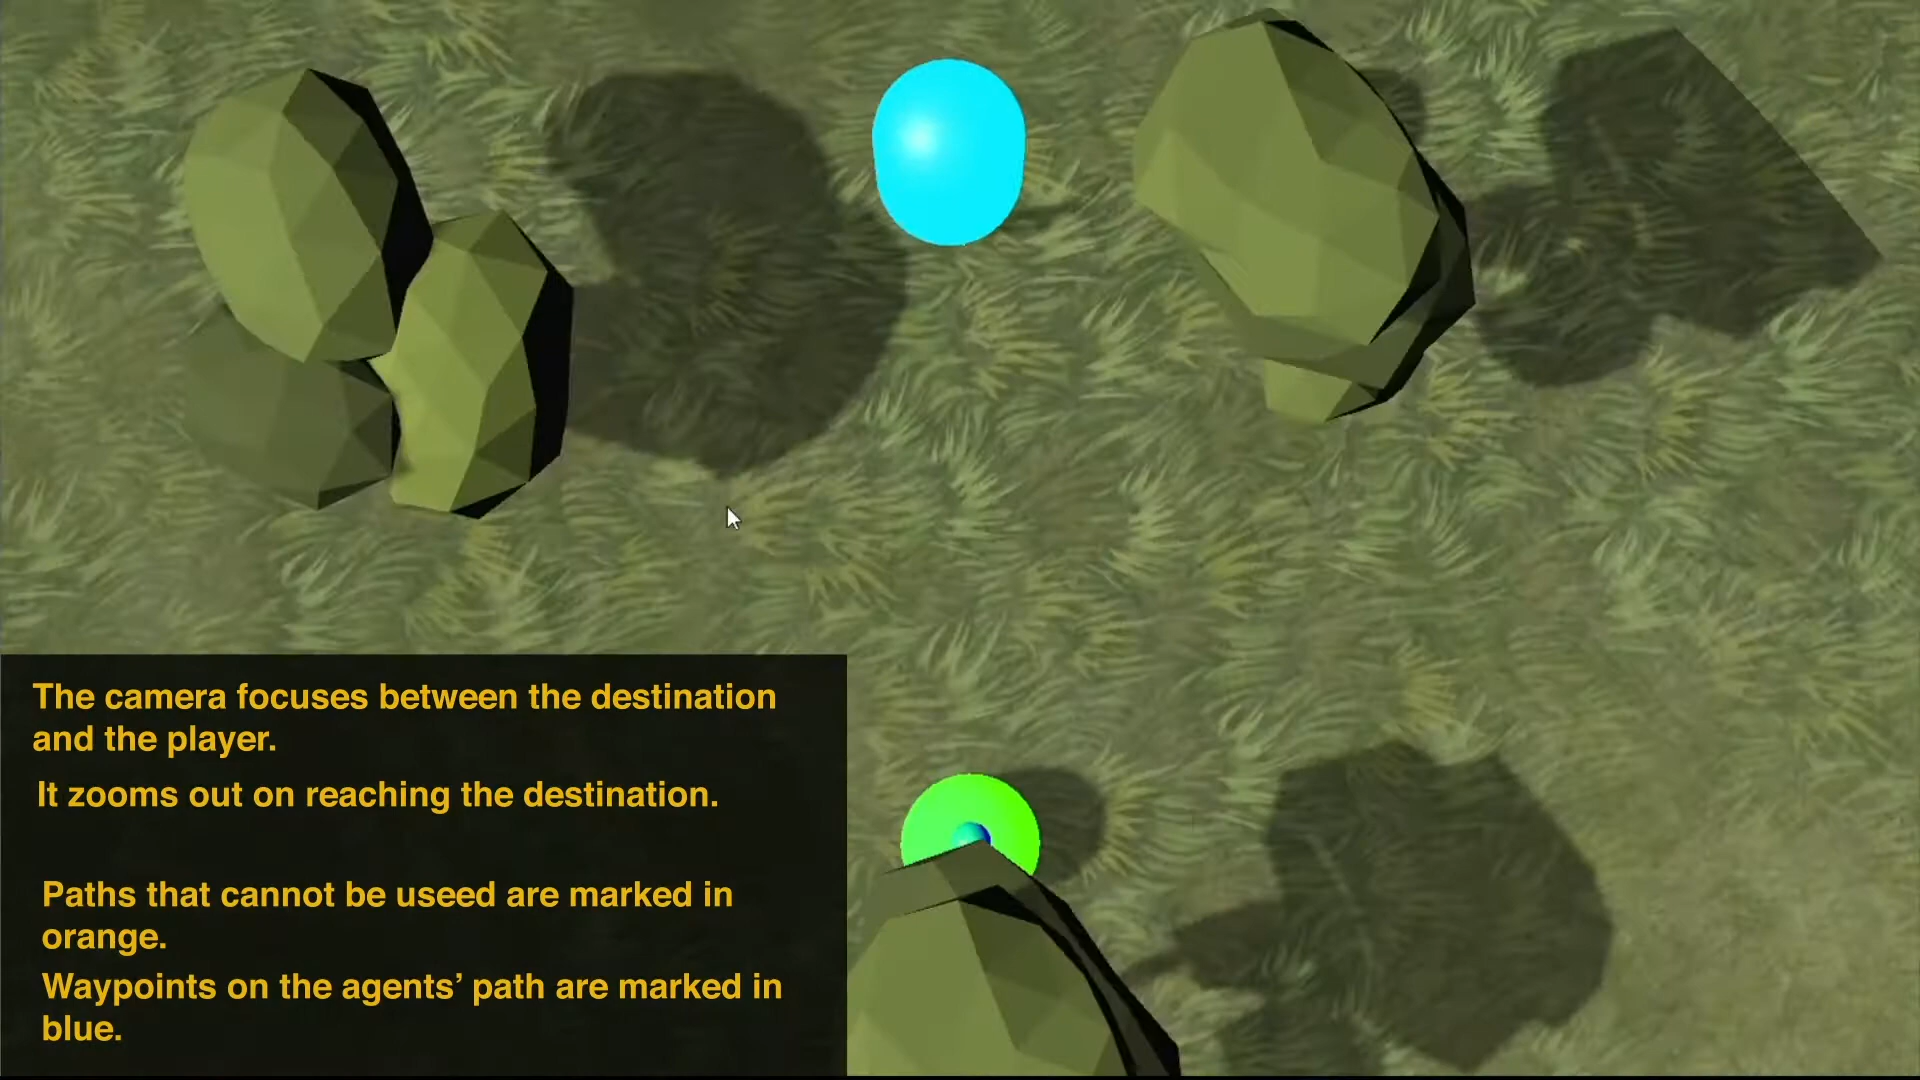 The camera focuses between the destination
and the player.
It zooms out on reaching the destination.
Paths that cannot be useed are marked in
orange.
Waypoints on the agents’ path are marked in
blue.